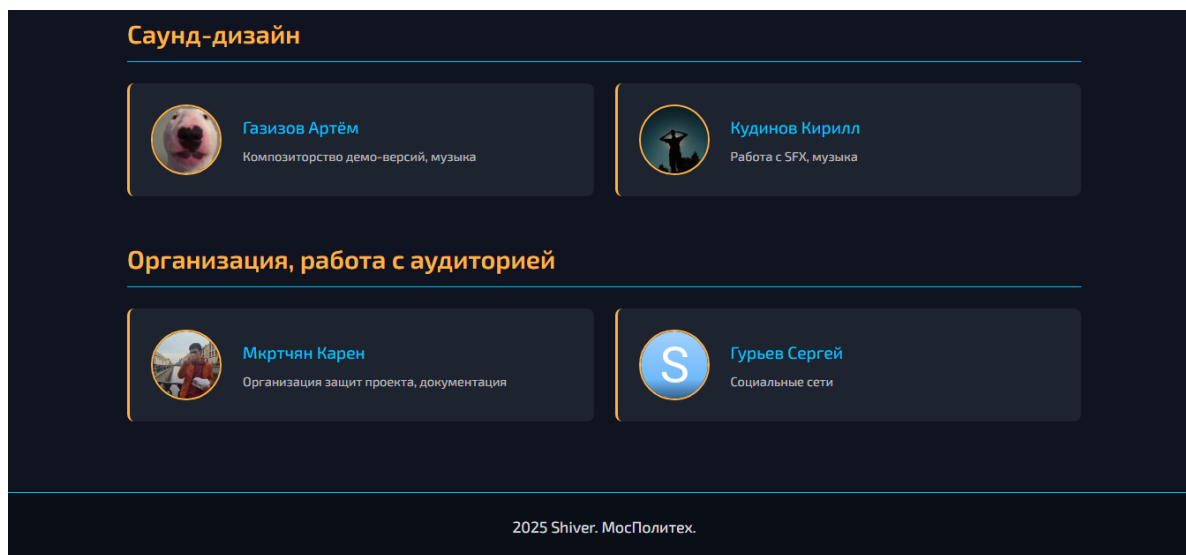 Саунд-дизайн
Газизов Артём
Композиторство демо-версий, музыка
Кудинов Кирилл
Работа с SFX, музыка
Организация, работа с аудиторией
Мкртчян Карен
Организация защит проекта, документация
S
Гурьев Сергей
Социальные сети
2025 Shiver. МосПолитех.